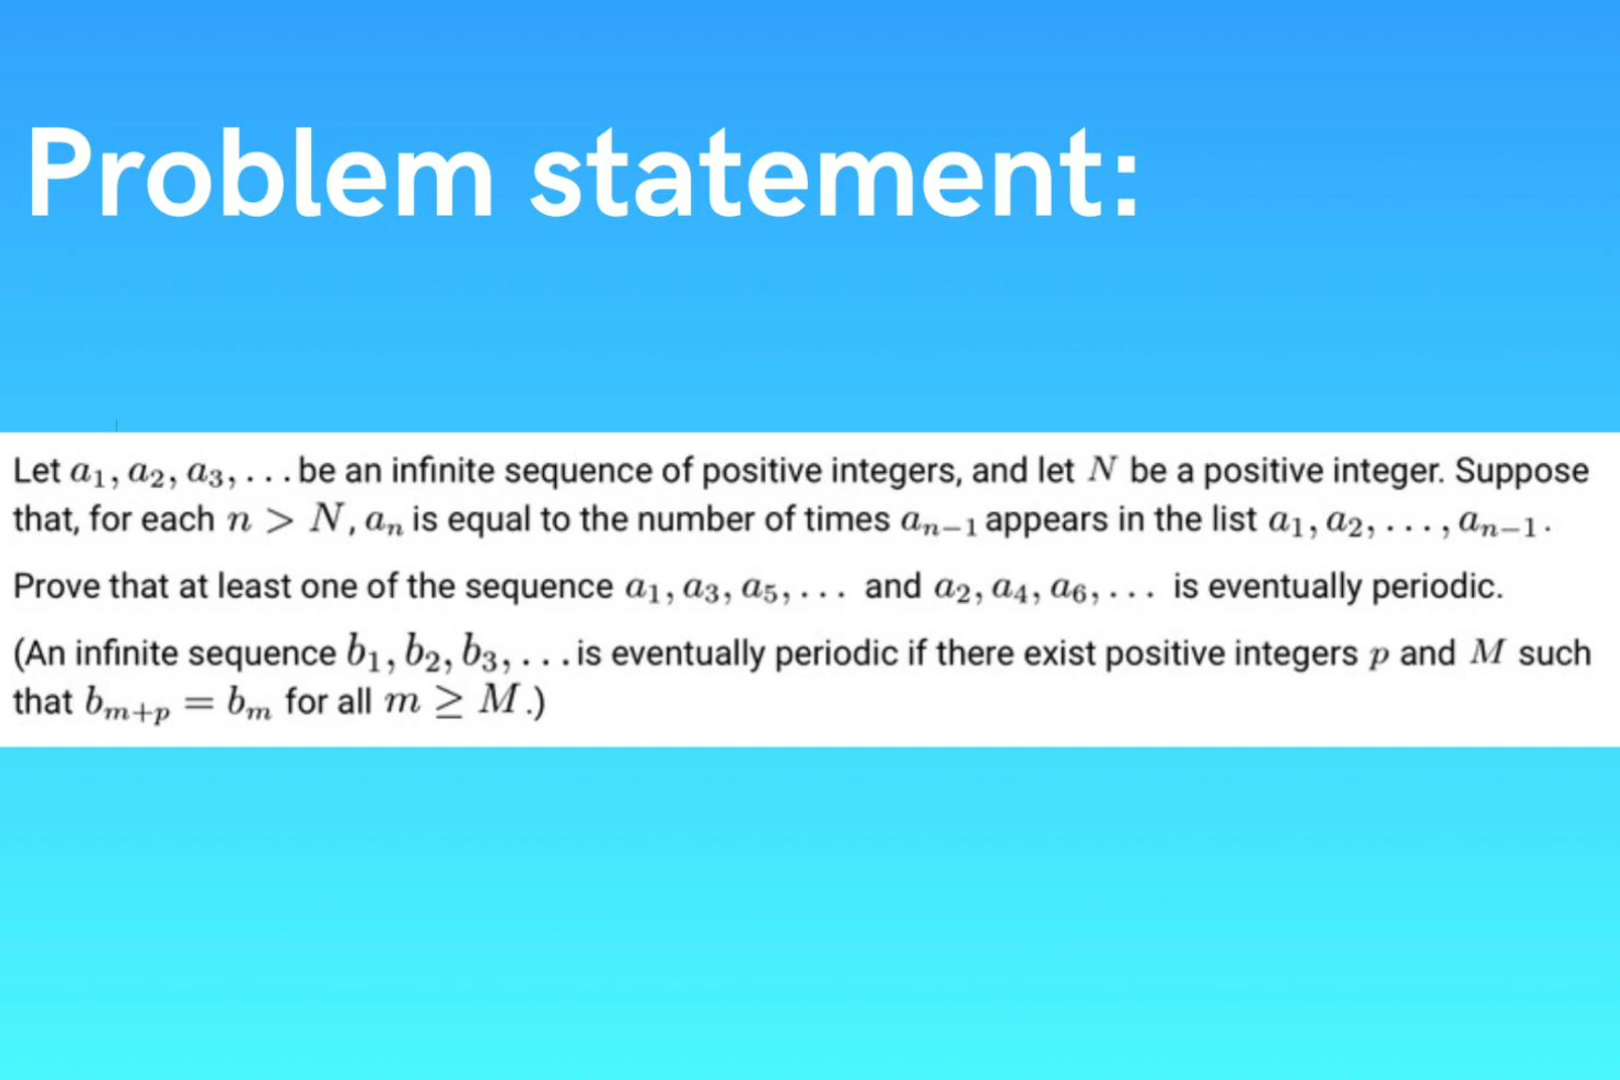 Problem statement:
Let a₁, a₂, a₃, . . . be an infinite sequence of positive integers, and let N be a positive integer. Suppose
that, for each n > N, aₙ is equal to the number of times aₙ₋₁ appears in the list a₁, a₂, . . . , aₙ₋₁.
Prove that at least one of the sequence a₁, a₃, a₅, . . . and a₂, a₄, a₆, . . . is eventually periodic.
(An infinite sequence b₁, b₂, b₃, . . . is eventually periodic if there exist positive integers p and M such
that bₘ₊ₚ = bₘ for all m ≥ M.)